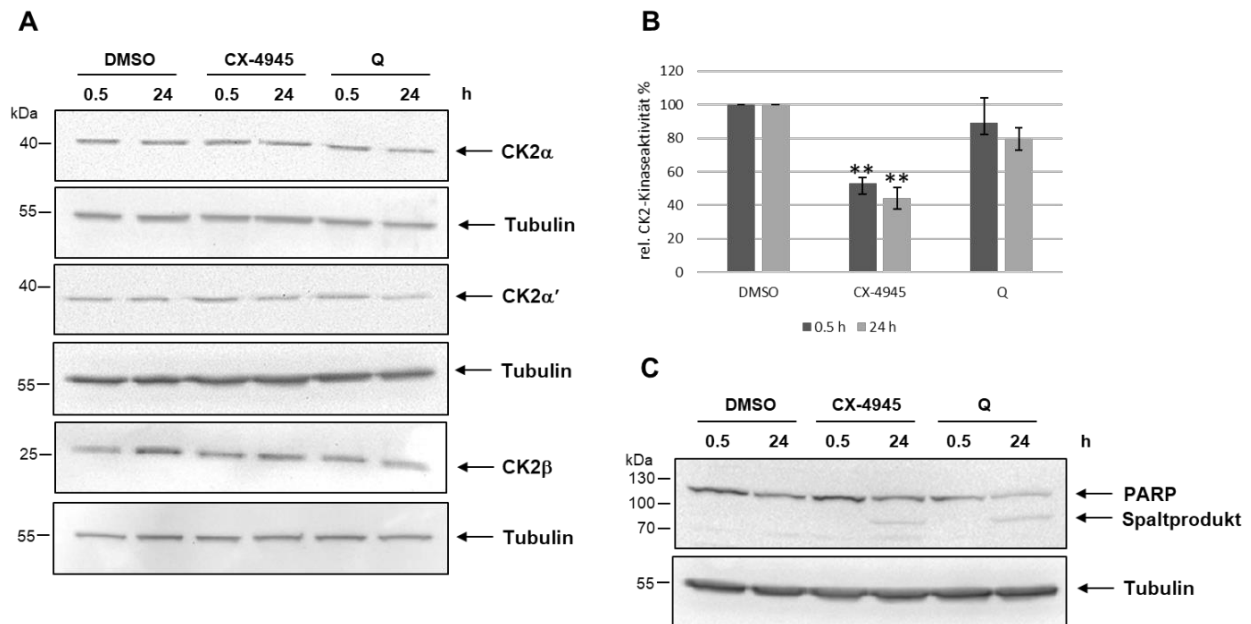 A
DMSO CX-4945 Q
0.5 24 0.5 24 0.5 24 h
kDa
40 CK2α
55 Tubulin
40 CK2α′
55 Tubulin
25 CK2β
55 Tubulin
B
rel. CK2-Kinaseaktivität %
120
100
80
60
40
20
0
** **
DMSO CX-4945 Q
0.5 h 24 h
C
DMSO CX-4945 Q
0.5 24 0.5 24 0.5 24 h
kDa
130
PARP
100
Spaltprodukt
70
55 Tubulin